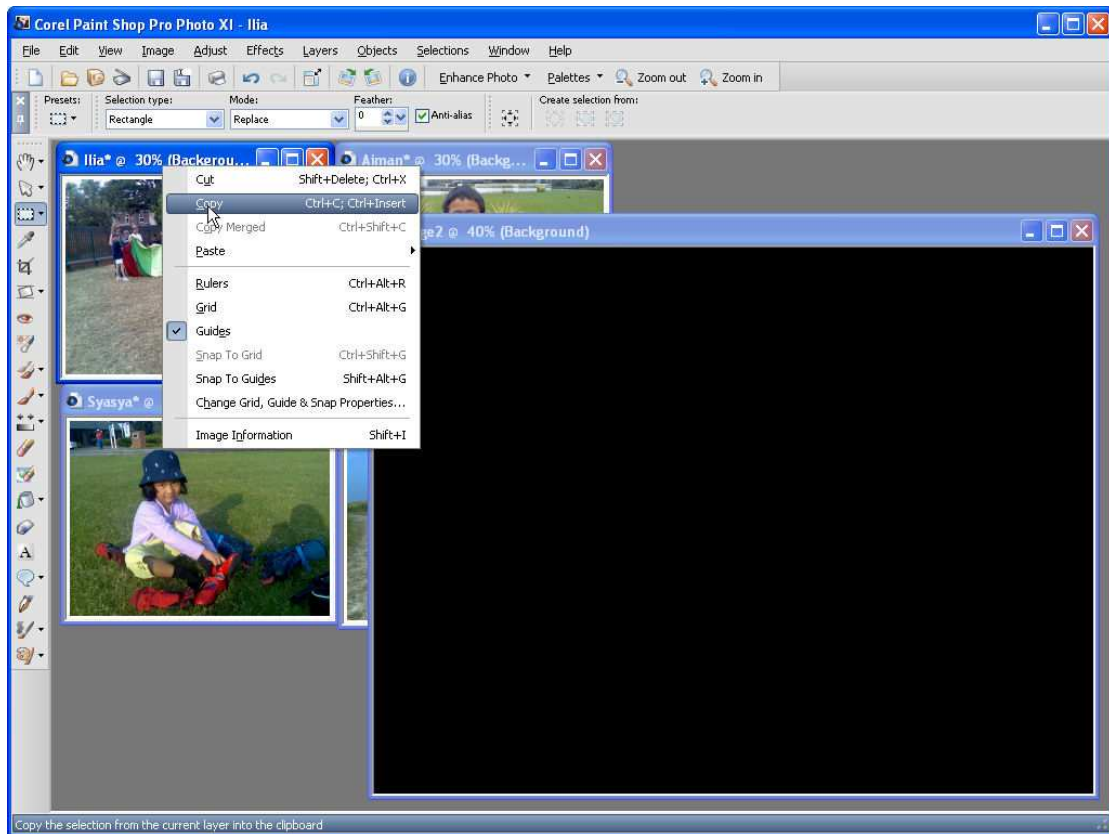 Corel Paint Shop Pro Photo XI - Ilia
File Edit View Image Adjust Effects Layers Objects Selections Window Help
Enhance Photo Palettes Zoom out Zoom in
Presets: Selection type: Mode: Feather: Create selection from:
Rectangle Replace 0 Anti-alias
Ilia* @ 30% (Backgrou...
Aiman* @ 30% (Backg...
Cut Shift+Delete; Ctrl+X
Copy Ctrl+C; Ctrl+Insert
Copy Merged Ctrl+Shift+C
ge2 @ 40% (Background)
Paste
Rulers Ctrl+Alt+R
Grid Ctrl+Alt+G
Guides
Snap To Grid Ctrl+Shift+G
Snap To Guides Shift+Alt+G
Change Grid, Guide & Snap Properties...
Syasya* @
Image Information Shift+I
A
Copy the selection from the current layer into the clipboard